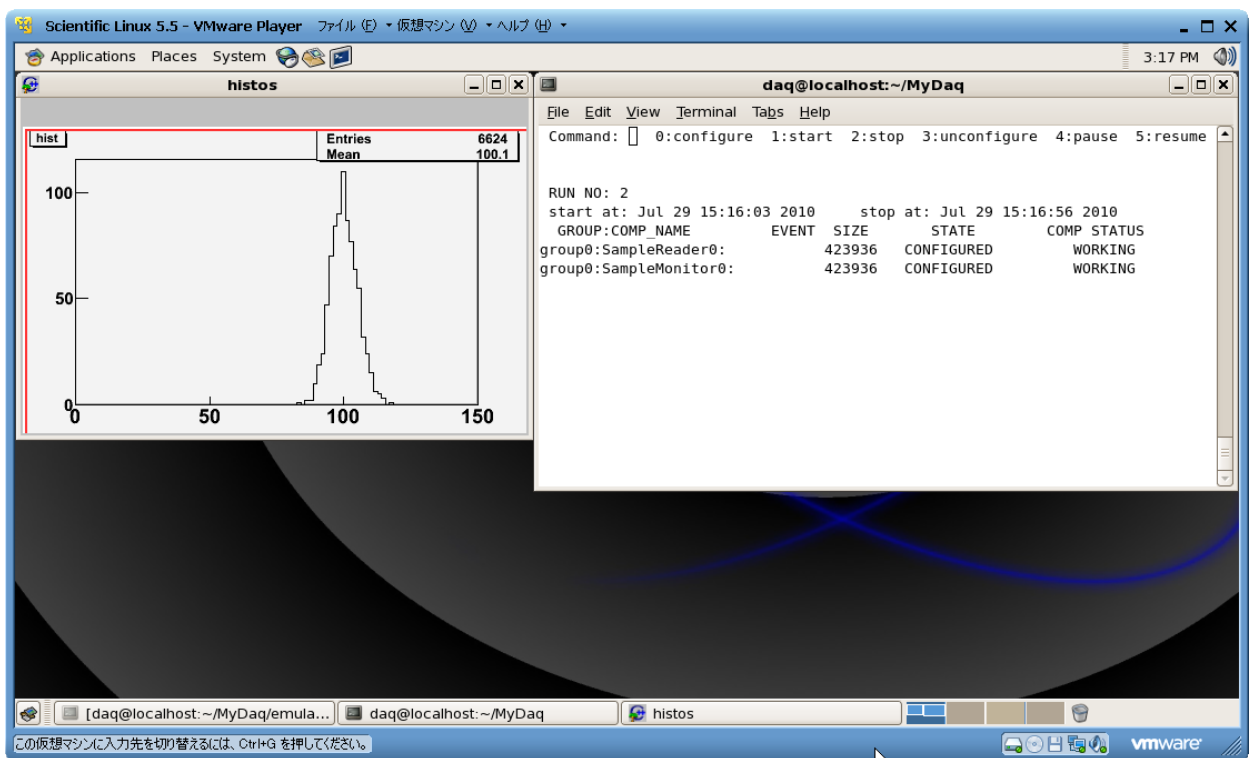 Scientific Linux 5.5 - VMware Player ファイル (F) 仮想マシン (V) ヘルプ (H)
Applications Places System 3:17 PM
histos
hist
Entries 6624
Mean 100.1
100
50
0
0 50 100 150
daq@localhost:~/MyDaq
File Edit View Terminal Tabs Help
Command: 0:configure 1:start 2:stop 3:unconfigure 4:pause 5:resume
RUN NO: 2
start at: Jul 29 15:16:03 2010 stop at: Jul 29 15:16:56 2010
GROUP:COMP_NAME EVENT SIZE STATE COMP STATUS
group0:SampleReader0: 423936 CONFIGURED WORKING
group0:SampleMonitor0: 423936 CONFIGURED WORKING
[daq@localhost:~/MyDaq/emula... daq@localhost:~/MyDaq histos
この仮想マシンに入力先を切り替えるには、Ctrl+G を押してください。 vmware